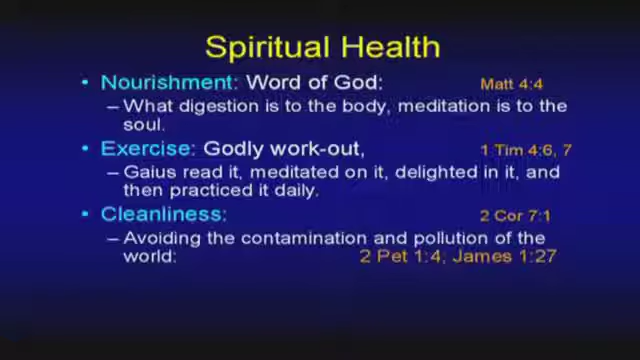 Spiritual Health
• Nourishment: Word of God: Matt 4:4
– What digestion is to the body, meditation is to the
soul.
• Exercise: Godly work-out, 1 Tim 4:6, 7
– Gaius read it, meditated on it, delighted in it, and
then practiced it daily.
• Cleanliness: 2 Cor 7:1
– Avoiding the contamination and pollution of the
world: 2 Pet 1:4; James 1:27